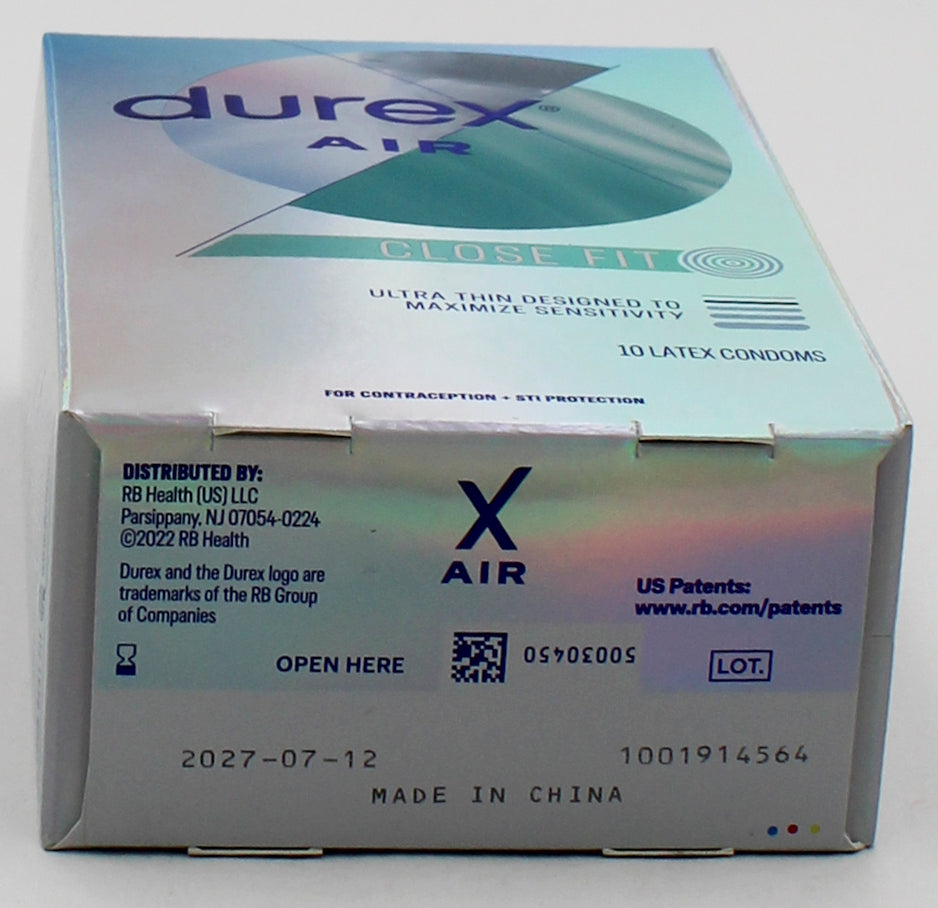 durex®
AIR
CLOSE FIT
ULTRA THIN DESIGNED TO
MAXIMIZE SENSITIVITY
10 LATEX CONDOMS
FOR CONTRACEPTION + STI PROTECTION
DISTRIBUTED BY:
RB Health (US) LLC
Parsippany, NJ 07054-0224
©2022 RB Health
Durex and the Durex logo are
trademarks of the RB Group
of Companies
X
AIR
US Patents:
www.rb.com/patents
OPEN HERE
50030450
LOT.
2027-07-12
1001914564
MADE IN CHINA